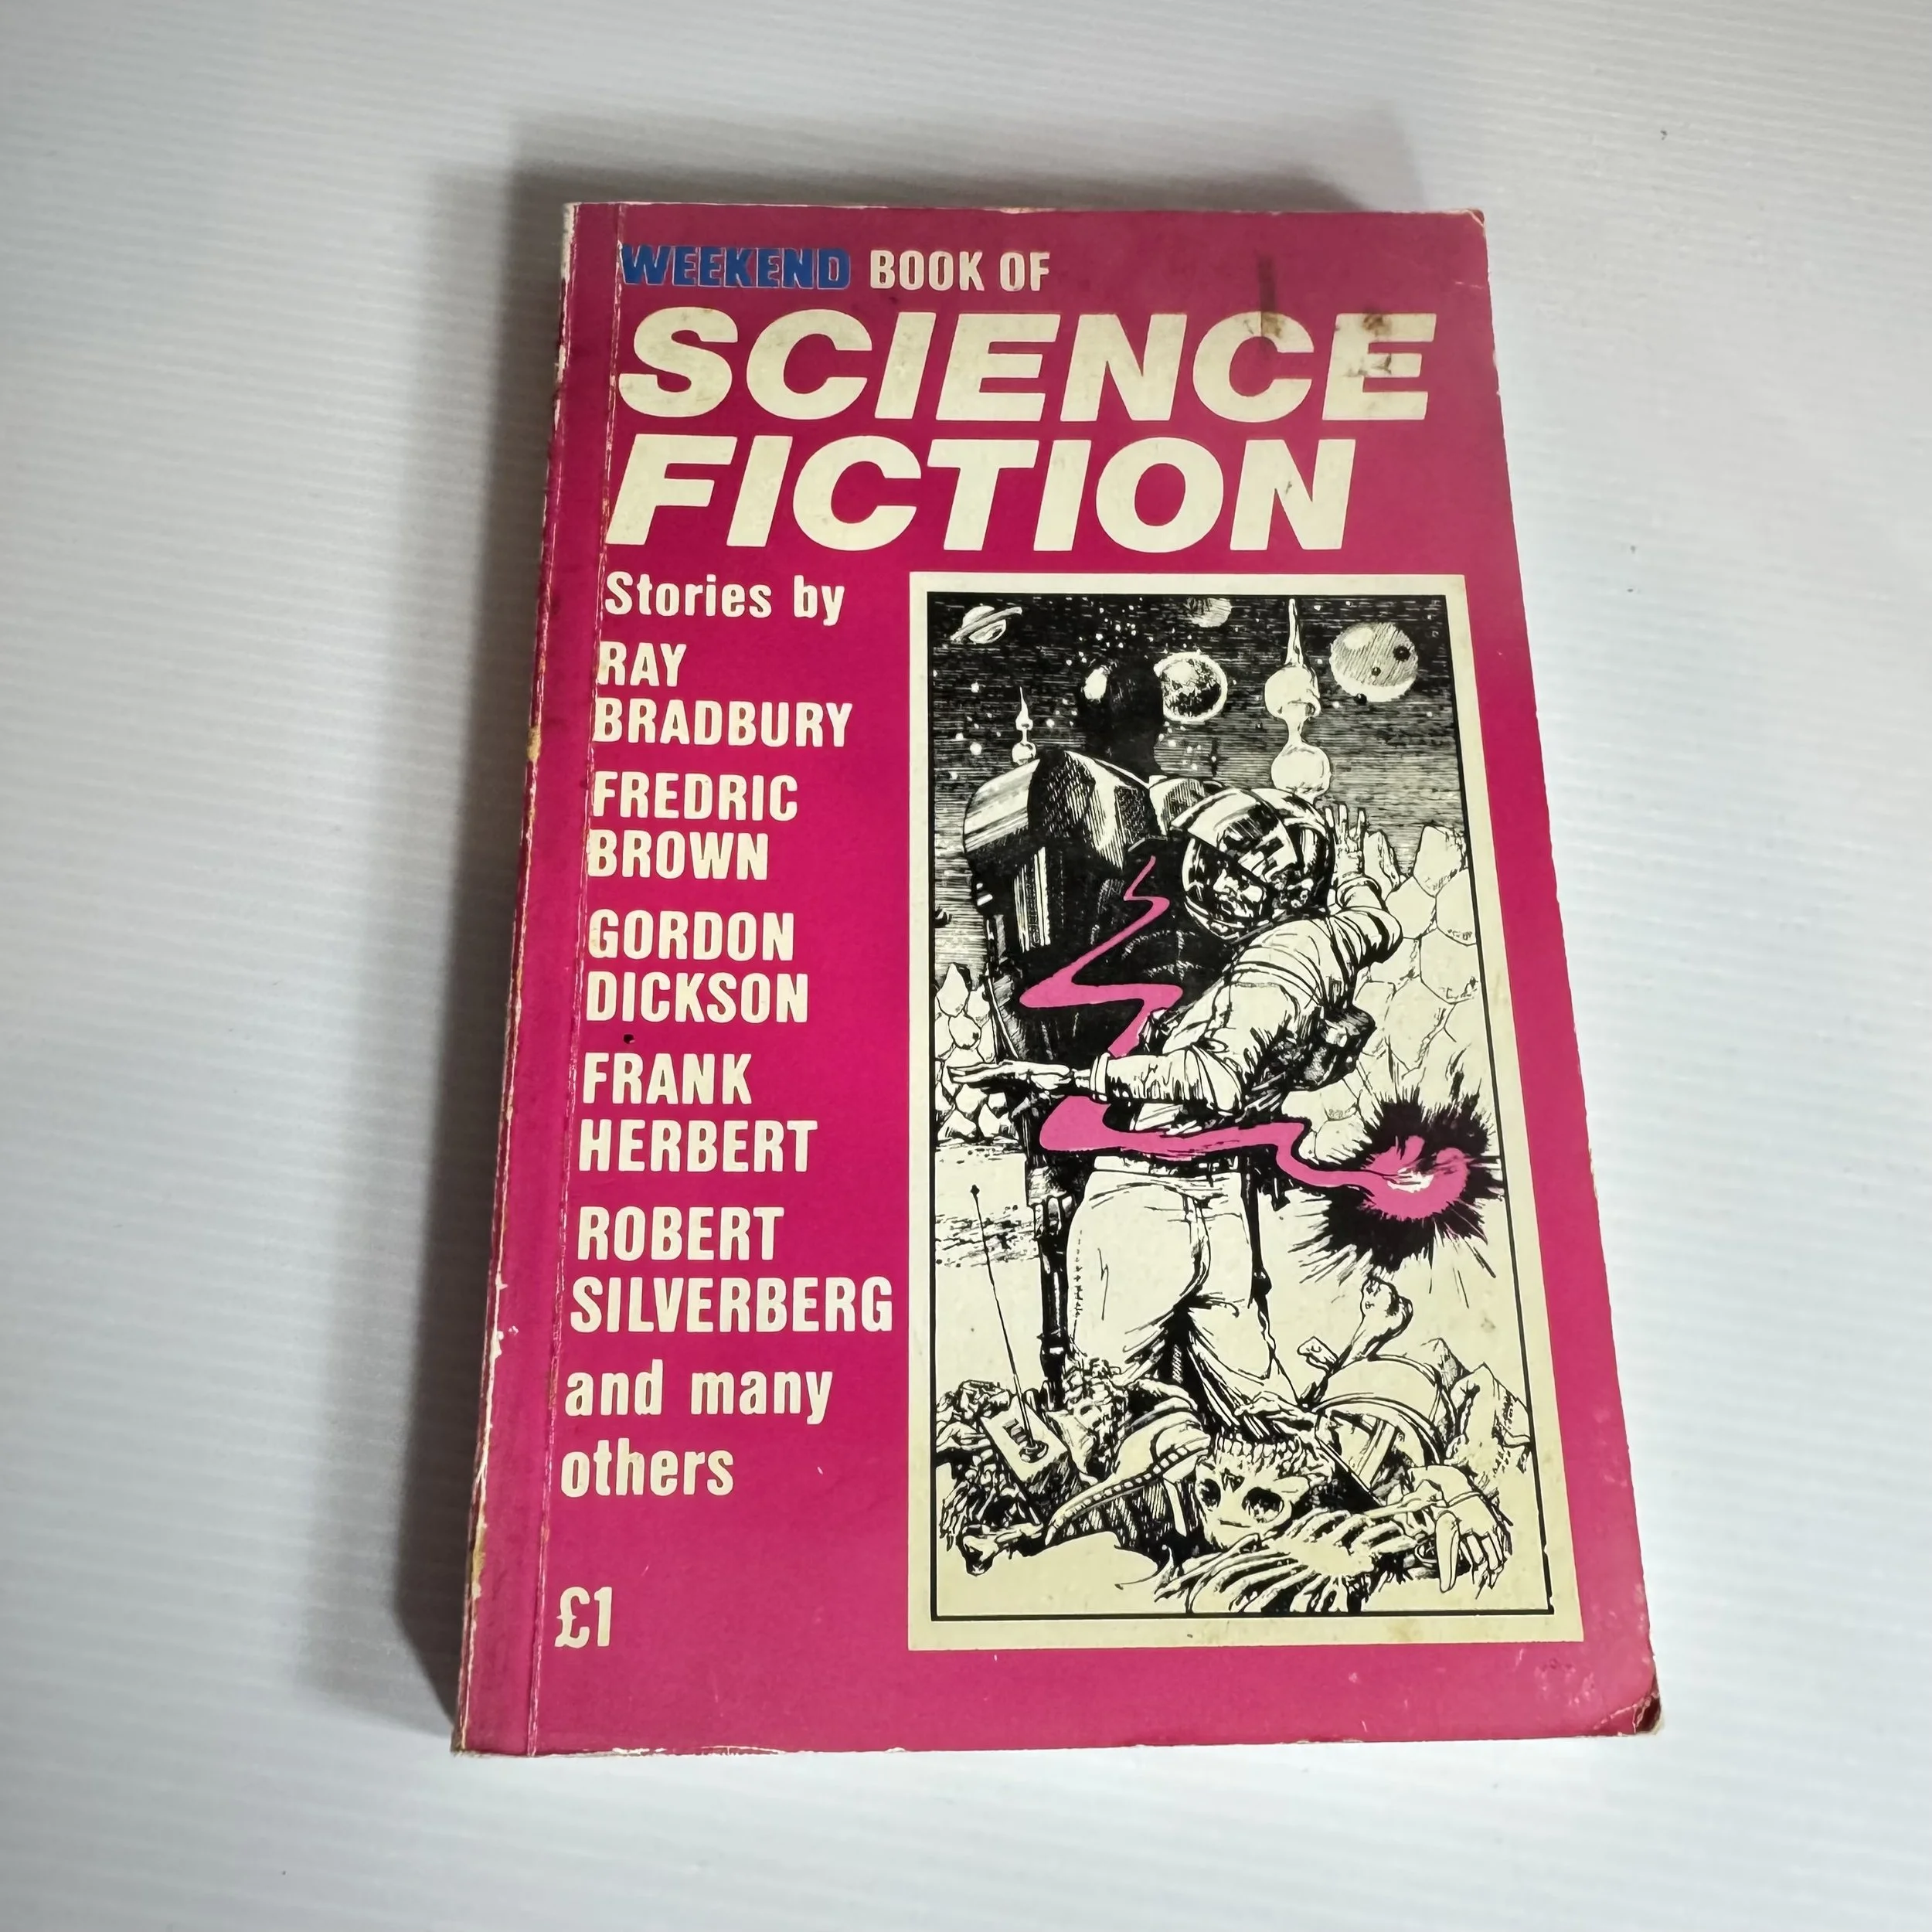 WEEKEND BOOK OF
SCIENCE
FICTION
Stories by
RAY
BRADBURY
FREDRIC
BROWN
GORDON
DICKSON
FRANK
HERBERT
ROBERT
SILVERBERG
and many
others
£1